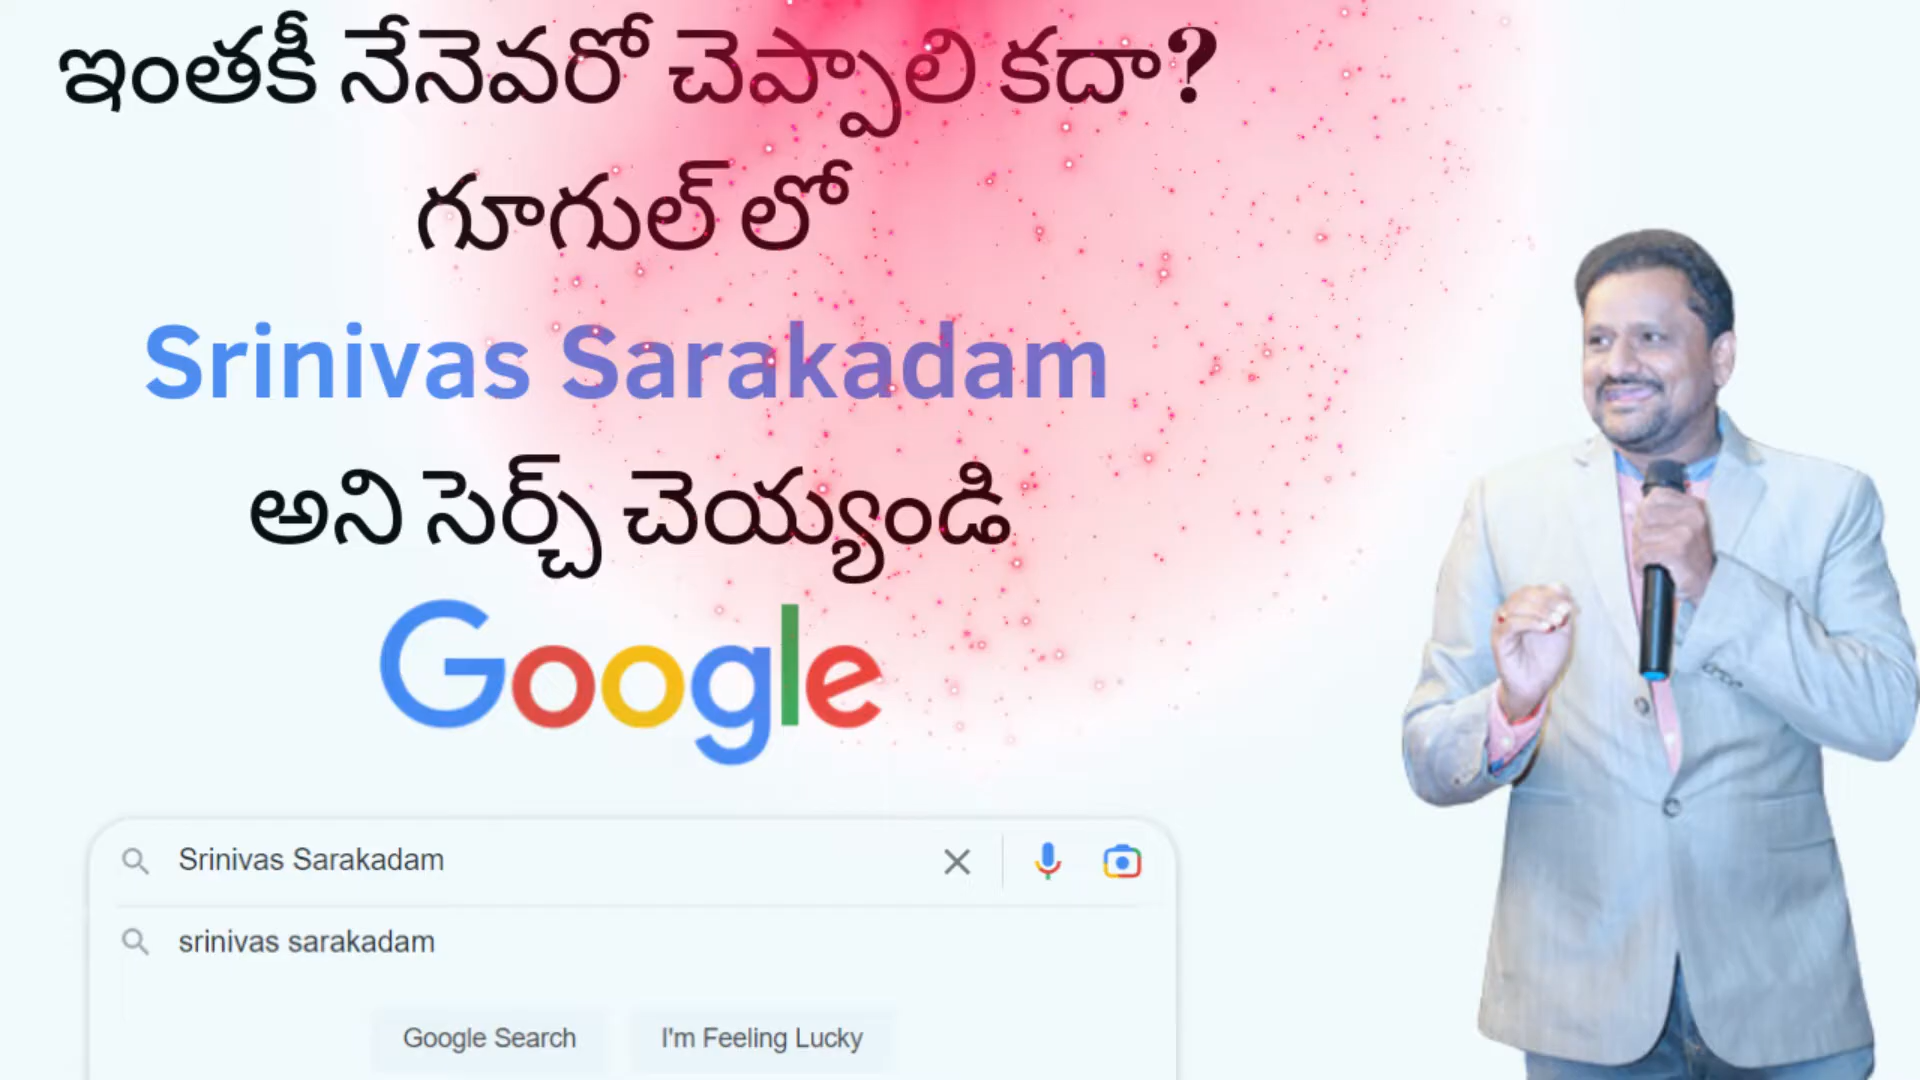 ఇంతకీ నేనెవరో చెప్పాలి కదా?
గూగుల్ లో
Srinivas Sarakadam
అని సెర్చ్ చెయ్యండి
Google
Srinivas Sarakadam
srinivas sarakadam
Google Search I'm Feeling Lucky